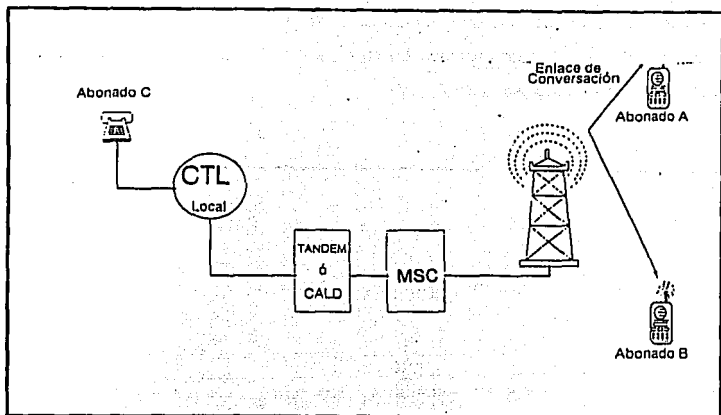 Enlace de
Conversación
Abonado A
Abonado C
CTL
Local
TANDEM
ó
CALD
MSC
Abonado B